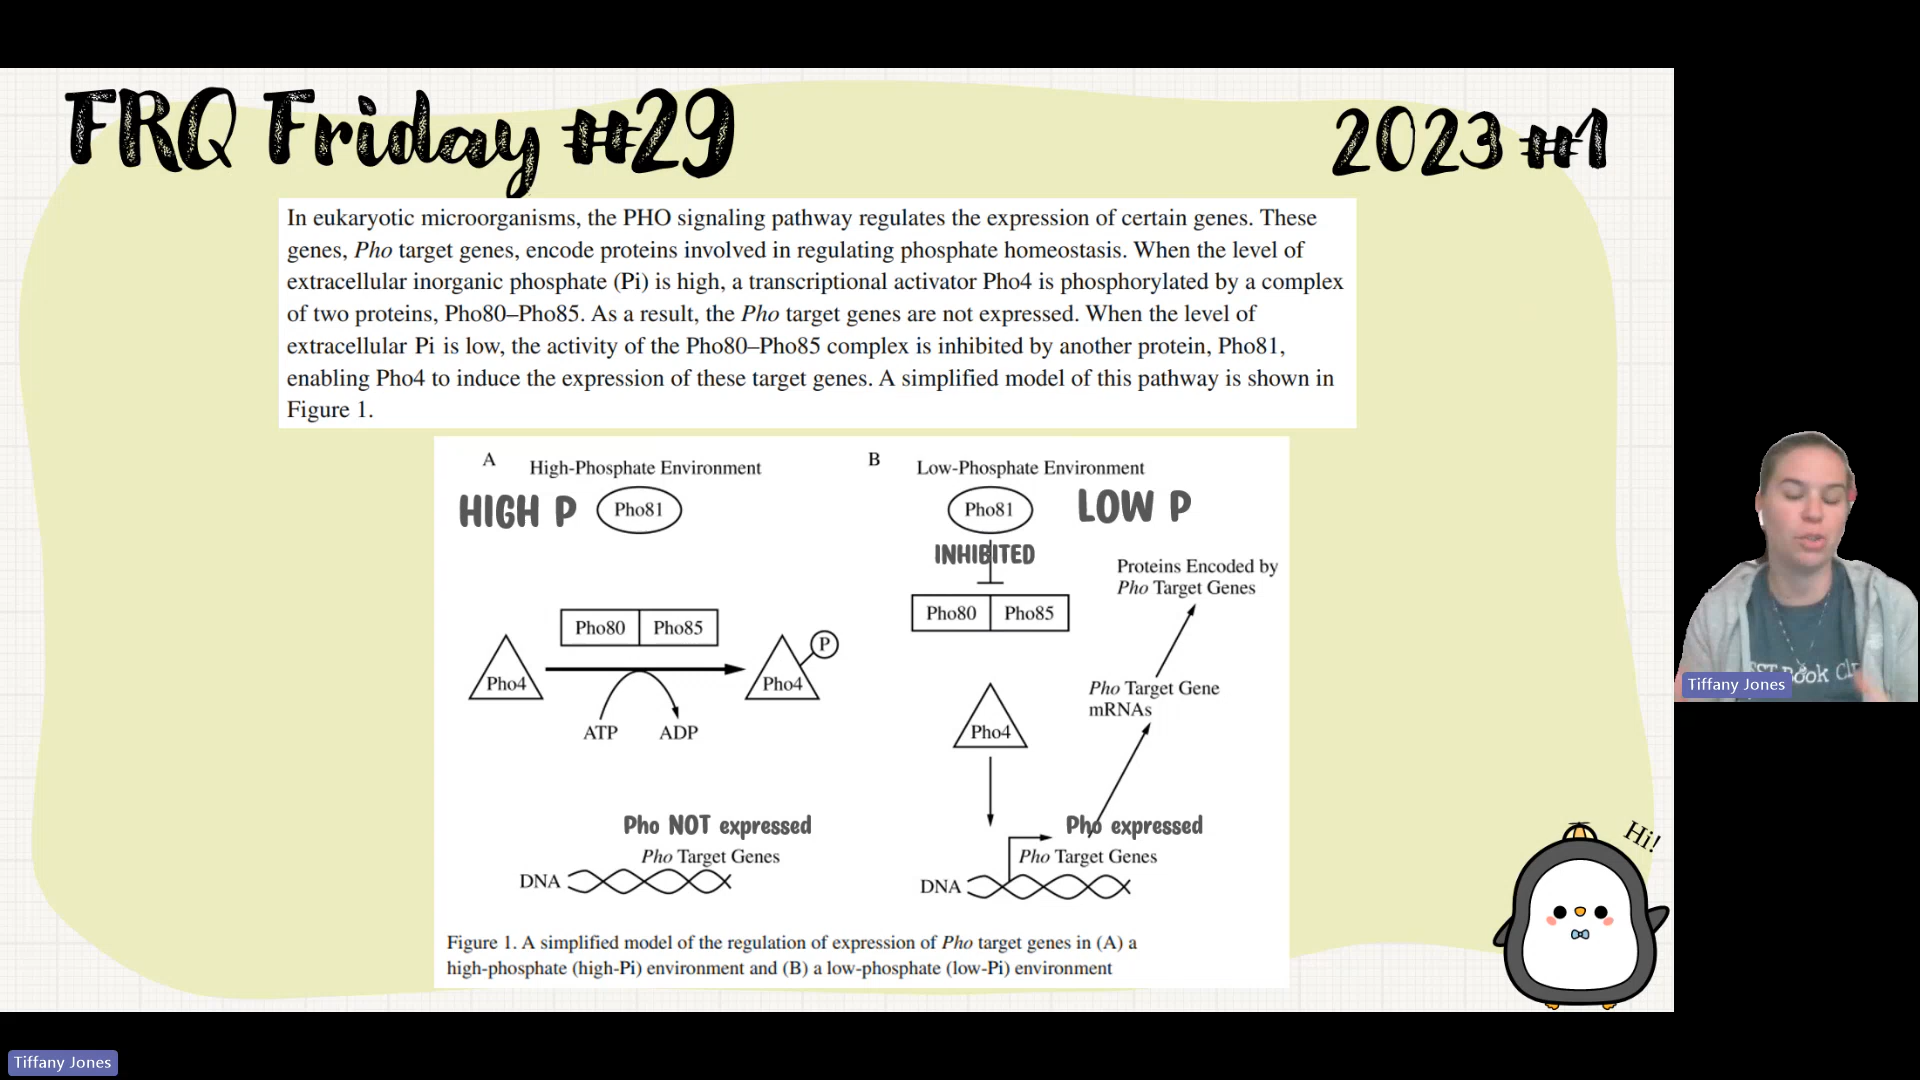 FRQ Friday #29
2023 #1
In eukaryotic microorganisms, the PHO signaling pathway regulates the expression of certain genes. These
genes, Pho target genes, encode proteins involved in regulating phosphate homeostasis. When the level of
extracellular inorganic phosphate (Pi) is high, a transcriptional activator Pho4 is phosphorylated by a complex
of two proteins, Pho80–Pho85. As a result, the Pho target genes are not expressed. When the level of
extracellular Pi is low, the activity of the Pho80–Pho85 complex is inhibited by another protein, Pho81,
enabling Pho4 to induce the expression of these target genes. A simplified model of this pathway is shown in
Figure 1.
A
High-Phosphate Environment
HIGH P
Pho81
Pho80
Pho85
Pho4
Pho4
P
ATP
ADP
Pho NOT expressed
Pho Target Genes
DNA
B
Low-Phosphate Environment
Pho81
LOW P
INHIBITED
Pho80
Pho85
Proteins Encoded by
Pho Target Genes
Pho Target Gene
mRNAs
Pho4
Pho expressed
Pho Target Genes
DNA
Figure 1. A simplified model of the regulation of expression of Pho target genes in (A) a
high-phosphate (high-Pi) environment and (B) a low-phosphate (low-Pi) environment
Hi!
Book
Tiffany Jones
Tiffany Jones